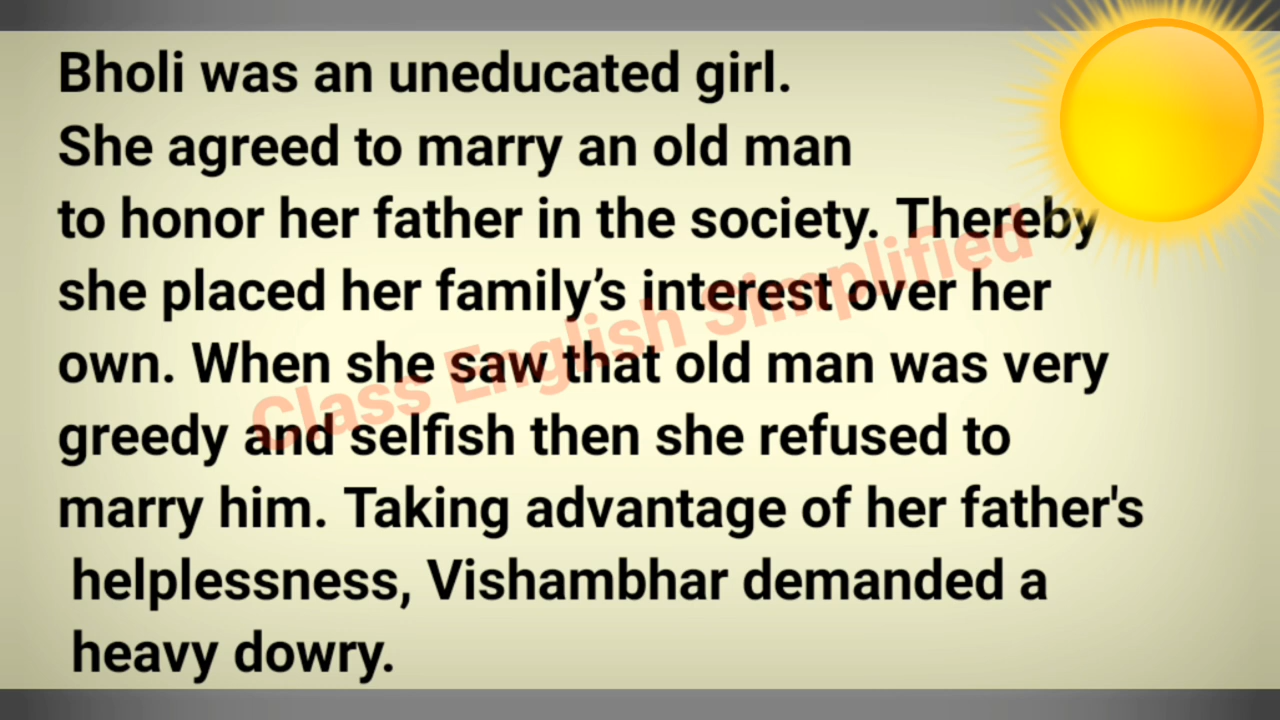 Bholi was an uneducated girl.
She agreed to marry an old man
to honor her father in the society. Thereby
she placed her family’s interest over her
own. When she saw that old man was very
greedy and selfish then she refused to
marry him. Taking advantage of her father's
helplessness, Vishambhar demanded a
heavy dowry.
Class English Simplified